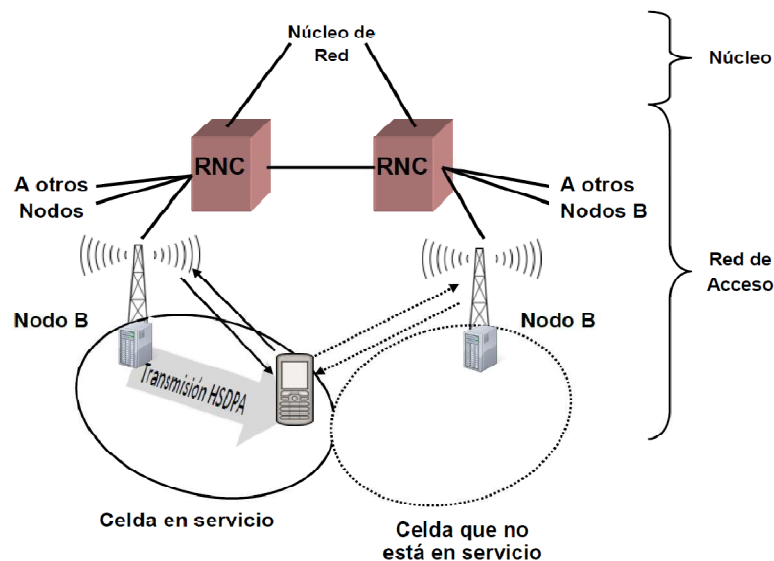 Núcleo de
Red
Núcleo
RNC
RNC
A otros
Nodos
A otros
Nodos B
Red de
Acceso
Nodo B
Nodo B
Transmisión HSDPA
Celda en servicio
Celda que no
está en servicio